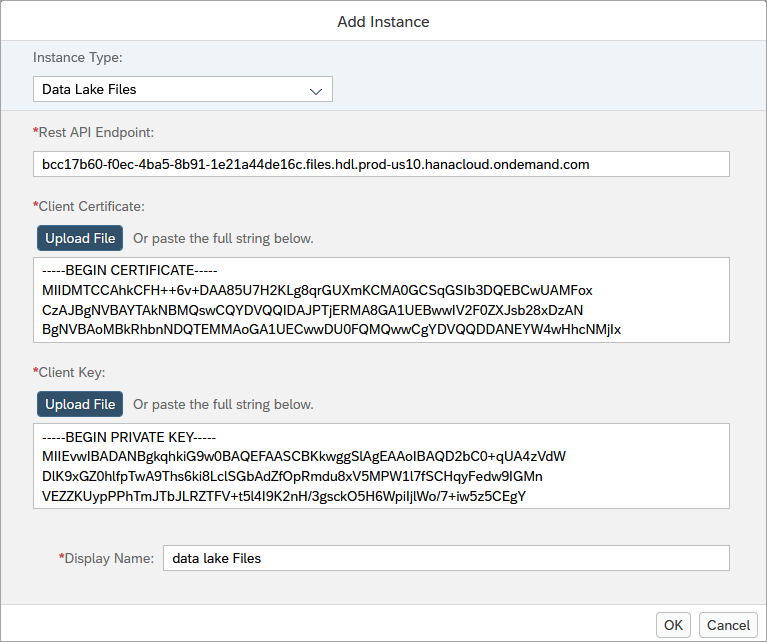 Add Instance
Instance Type:
Data Lake Files
*Rest API Endpoint:
bcc17b60-f0ec-4ba5-8b91-1e21a44de16c.files.hdl.prod-us10.hanacloud.ondemand.com
*Client Certificate:
Upload File Or paste the full string below.
-----BEGIN CERTIFICATE-----
MIIDMTCCAhkCFH++6v+DAA85U7H2KLg8qrGUXmKCMA0GCSqGSIb3DQEBCwUAMFox
CzAJBgNVBAYTAkNBMQswCQYDVQQIDAJPTjERMA8GA1UEBwwIV2F0ZXJsb28xDzAN
BgNVBAoMBkRhbnNDQTEMMAoGA1UECwwDU0FQMQwwCgYDVQQDDANEYW4wHhcNMjIx
*Client Key:
Upload File Or paste the full string below.
-----BEGIN PRIVATE KEY-----
MIIEvwIBADANBgkqhkiG9w0BAQEFAASCBKkwggSlAgEAAoIBAQD2bC0+qUA4zVdW
DlK9xGZ0hlfpTwA9Ths6ki8LclSGbAdZfOpRmdu8xV5MPW1l7fSCHqyFedw9IGMn
VEZZKUypPPhTmJTbJLRZTFV+t5l4I9K2nH/3gsckO5H6WpiIjlWo/7+iw5z5CEgY
*Display Name: data lake Files
OK Cancel